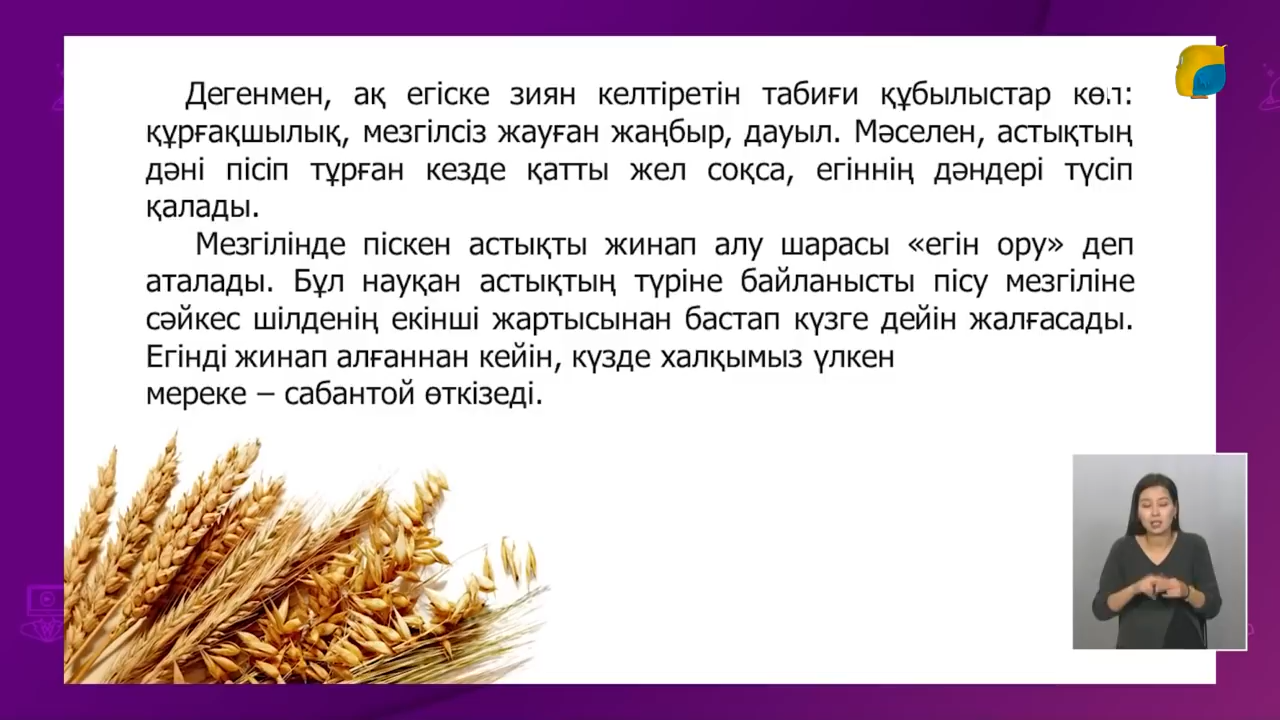 Дегенмен, ақ егіске зиян келтіретін табиғи құбылыстар көп:
құрғақшылық, мезгілсіз жауған жаңбыр, дауыл. Мәселен, астықтың
дәні пісіп тұрған кезде қатты жел соқса, егіннің дәндері түсіп
қалады.
Мезгілінде піскен астықты жинап алу шарасы «егін ору» деп
аталады. Бұл науқан астықтың түріне байланысты пісу мезгіліне
сәйкес шілденің екінші жартысынан бастап күзге дейін жалғасады.
Егінді жинап алғаннан кейін, күзде халқымыз үлкен
мереке – сабантой өткізеді.